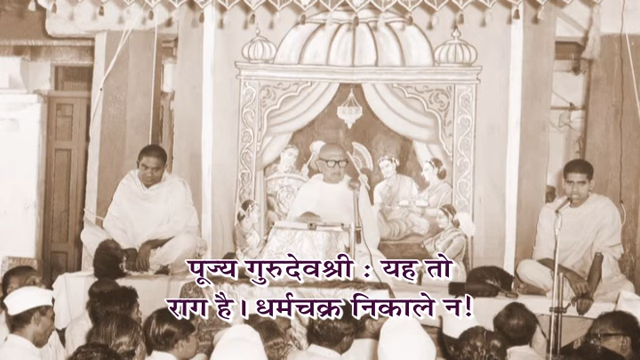 पूज्य गुरुदेवश्री : यह तो
राग है। धर्मचक्र निकाले न!